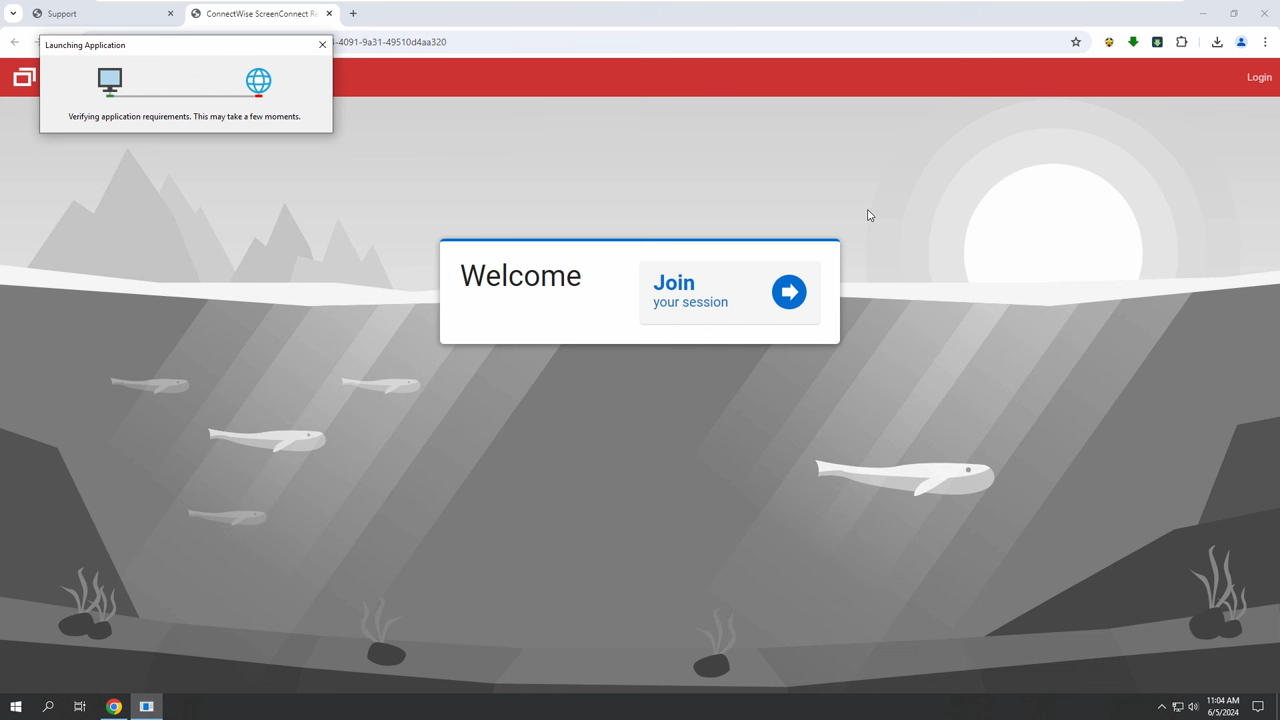 Support
ConnectWise ScreenConnect Re
-4091-9a31-49510d4aa320
Launching Application
Verifying application requirements. This may take a few moments.
Login
Welcome
Join
your session
11:04 AM
6/5/2024